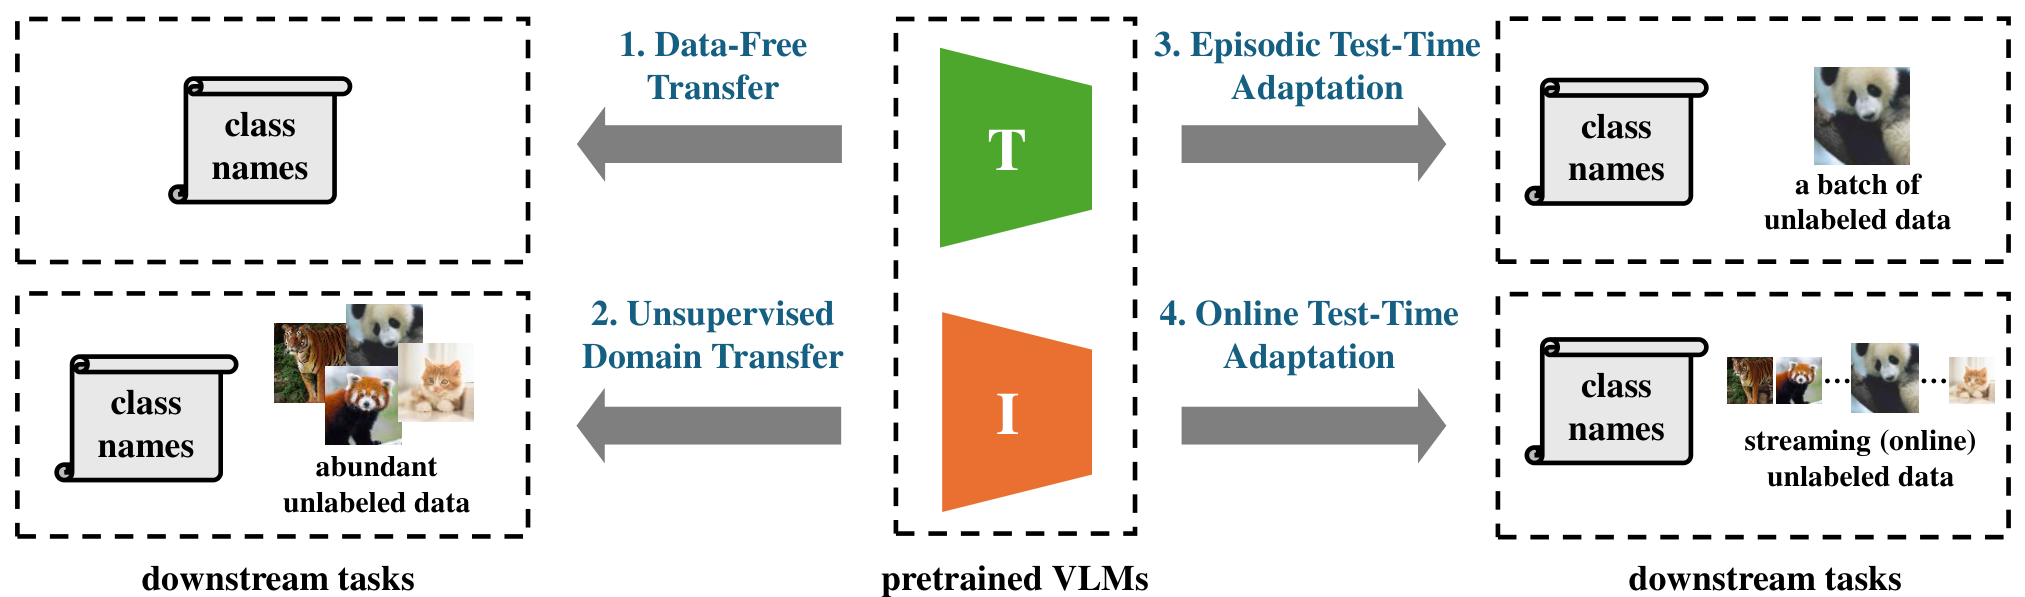 1. Data-Free
Transfer
3. Episodic Test-Time
Adaptation
class
names
T
class
names
a batch of
unlabeled data
2. Unsupervised
Domain Transfer
4. Online Test-Time
Adaptation
class
names
abundant
unlabeled data
I
class
names
...
...
streaming (online)
unlabeled data
downstream tasks
pretrained VLMs
downstream tasks